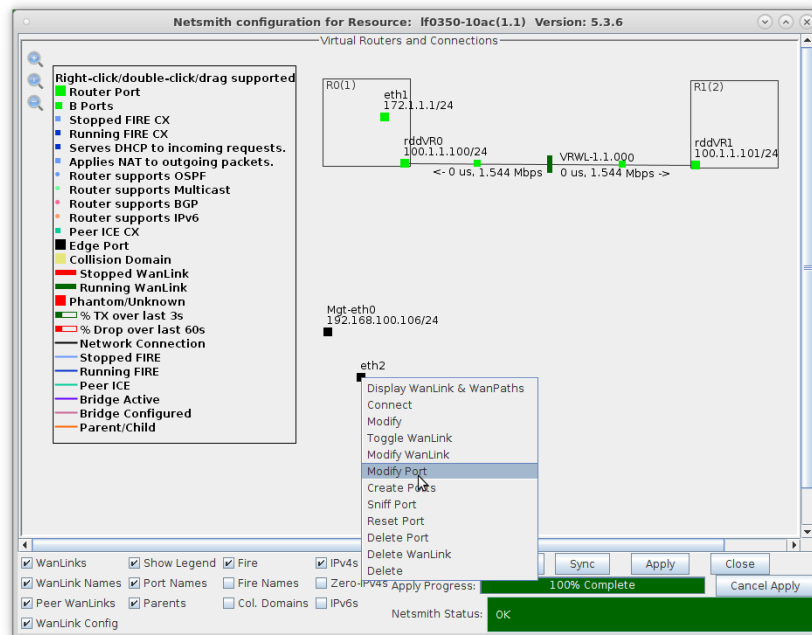 Netsmith configuration for Resource: lf0350-10ac(1.1) Version: 5.3.6
Virtual Routers and Connections
Right-click/double-click/drag supported
Router Port
B Ports
Stopped FIRE CX
Running FIRE CX
Serves DHCP to incoming requests.
Applies NAT to outgoing packets.
Router supports OSPF
Router supports Multicast
Router supports BGP
Router supports IPv6
Peer ICE CX
Edge Port
Collision Domain
Stopped WanLink
Running WanLink
Phantom/Unknown
% TX over last 3s
% Drop over last 60s
Network Connection
Stopped FIRE
Running FIRE
Peer ICE
Bridge Active
Bridge Configured
Parent/Child
R0(1)
eth1
172.1.1.1/24
rddVR0
100.1.1.100/24
VRWL-1.1.000
<- 0 us, 1.544 Mbps
0 us, 1.544 Mbps ->
R1(2)
rddVR1
100.1.1.101/24
Mgt-eth0
192.168.100.106/24
eth2
Display WanLink & WanPaths
Connect
Modify
Toggle WanLink
Modify WanLink
Modify Port
Create Ports
Sniff Port
Reset Port
Delete Port
Delete WanLink
Delete
WanLinks
Show Legend
Fire
IPv4s
Sync
Apply
Close
WanLink Names
Port Names
Fire Names
Zero-IPv4s
Apply Progress:
100% Complete
Cancel Apply
Peer WanLinks
Parents
Col. Domains
IPv6s
Netsmith Status:
OK
WanLink Config